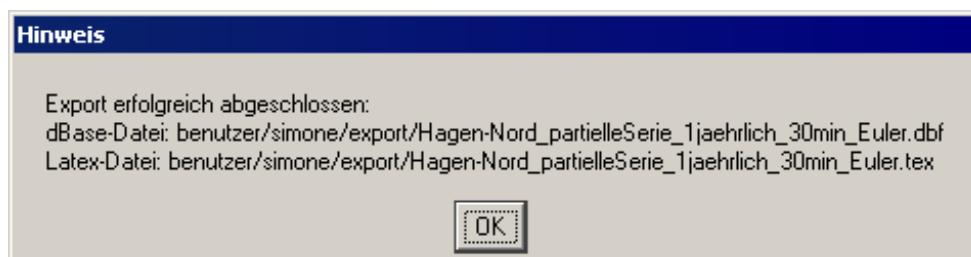 Hinweis
Export erfolgreich abgeschlossen:
dBase-Datei: benutzer/simone/export/Hagen-Nord_partielleSerie_1jaehrlich_30min_Euler.dbf
Latex-Datei: benutzer/simone/export/Hagen-Nord_partielleSerie_1jaehrlich_30min_Euler.tex
OK